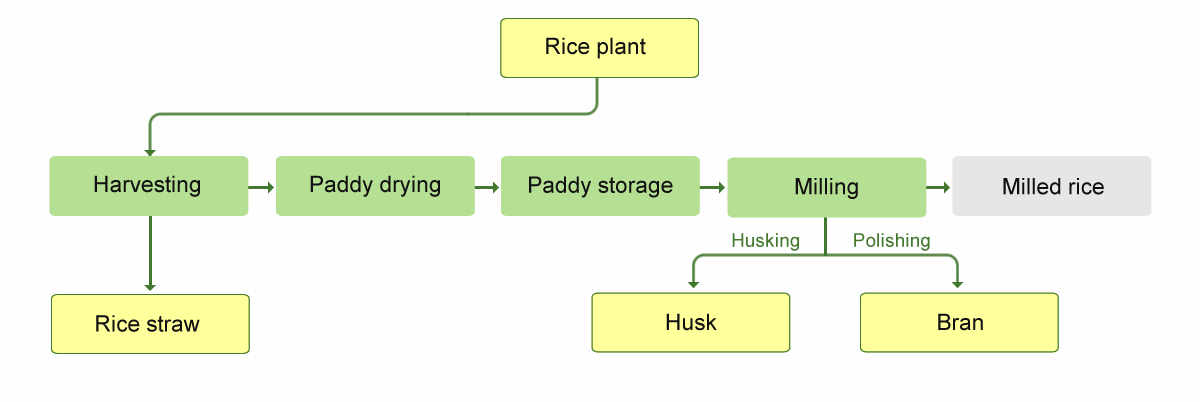 Rice plant
Harvesting
Paddy drying
Paddy storage
Milling
Milled rice
Husking
Polishing
Rice straw
Husk
Bran